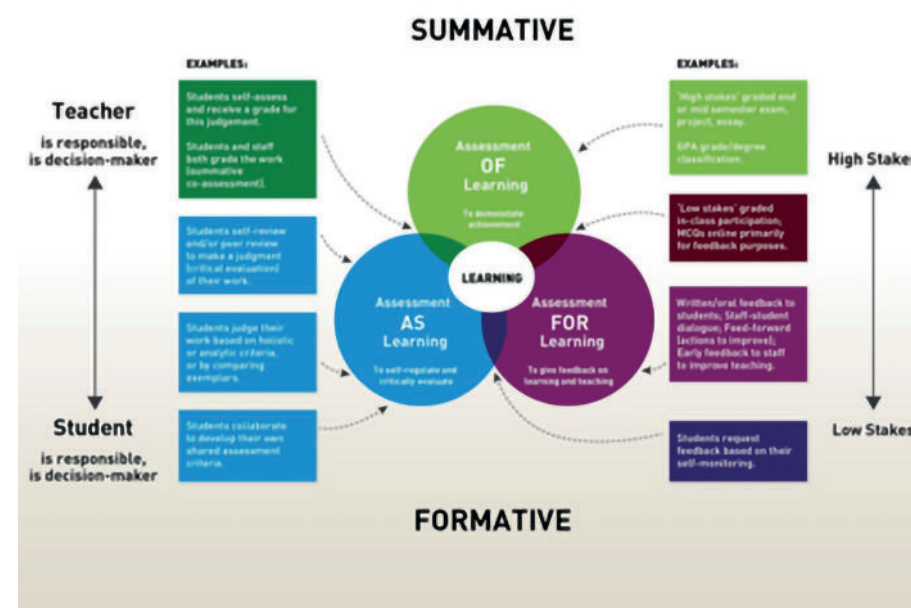 SUMMATIVE
EXAMPLES:
Students self-assess
and receive a grade for
this judgement.
Students and staff
both grade the work
(summative
co-assessment).
Students self-review
and/or peer review
to make a judgment
(critical evaluation)
of their work.
Students judge their
work based on holistic
or analytic criteria,
or by comparing
exemplars.
Students collaborate
to develop their own
shared assessment
criteria.
Teacher
is responsible,
is decision-maker
Student
is responsible,
is decision-maker
Assessment
OF
Learning
To demonstrate
achievement
LEARNING
Assessment
AS
Learning
To self-regulate and
critically evaluate
Assessment
FOR
Learning
To give feedback on
learning and teaching
EXAMPLES:
'High stakes' graded end
or mid semester exam,
project, essay.
GPA grade/degree
classification.
'Low stakes' graded
in-class participation;
MCQs online primarily
for feedback purposes.
Written/oral feedback to
students; Staff-student
dialogue; Feed-forward
(actions to improve);
Early feedback to staff
to improve teaching.
Students request
feedback based on their
self-monitoring.
High Stakes
Low Stakes
FORMATIVE